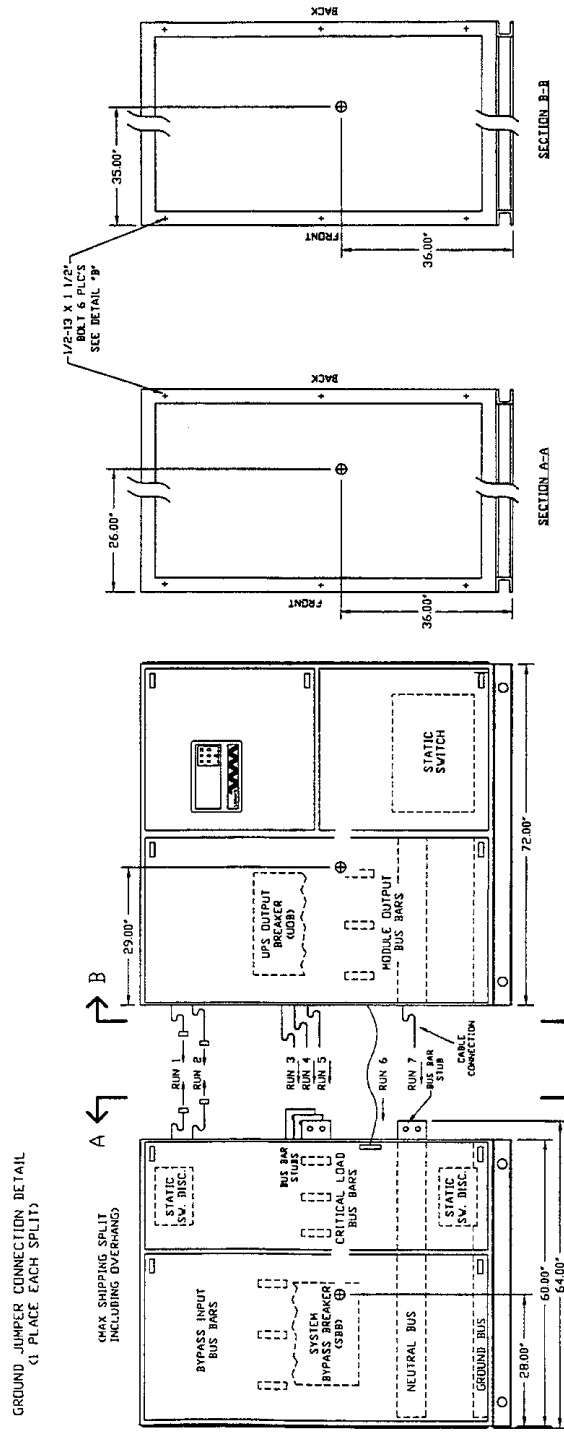 GROUND JUMPER CONNECTION DETAIL
(1 PLACE EACH SPLIT)
(MAX SHIPPING SPLIT
INCLUDING OVERHANG)
A
B
BYPASS INPUT
BUS BARS
SYSTEM
BYPASS BREAKER
(SBB)
NEUTRAL BUS
GROUND BUS
28.00"
60.00"
64.00"
STATIC
SW. DISC.
BUS BAR
STUBS
CRITICAL LOAD
BUS BARS
STATIC
SW. DISC.
RUN 1
RUN 2
RUN 3
RUN 4
RUN 5
RUN 6
RUN 7
BUS BAR
STUB
CABLE
CONNECTION
29.00"
UPS OUTPUT
BREAKER
(UOB)
MODULE OUTPUT
BUS BARS
STATIC
SWITCH
72.00"
26.00"
FRONT
BACK
36.00"
SECTION A-A
1/2-13 X 1 1/2"
BOLT 6 PLC'S
SEE DETAIL "B"
35.00"
FRONT
BACK
36.00"
SECTION B-B